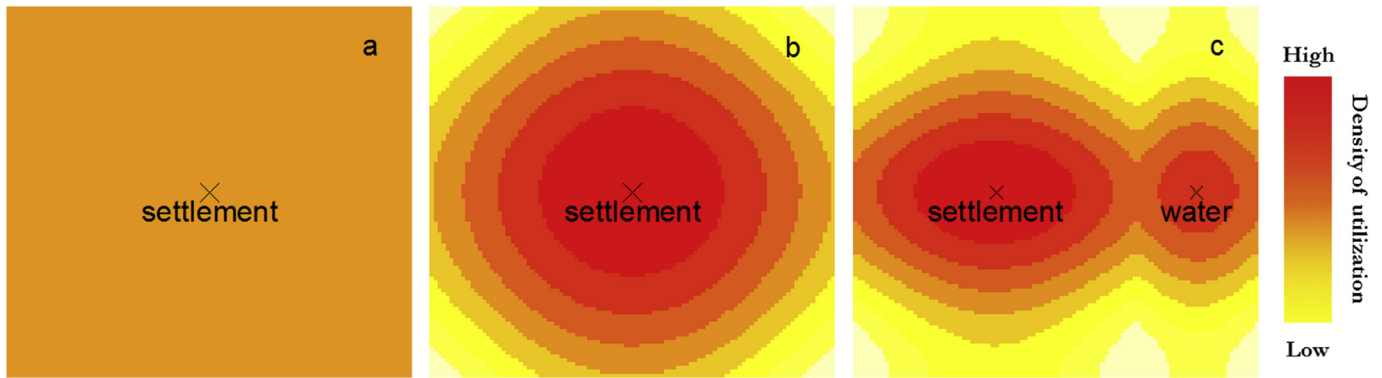 a
settlement
b
settlement
c
settlement
water
High
Density of utilization
Low